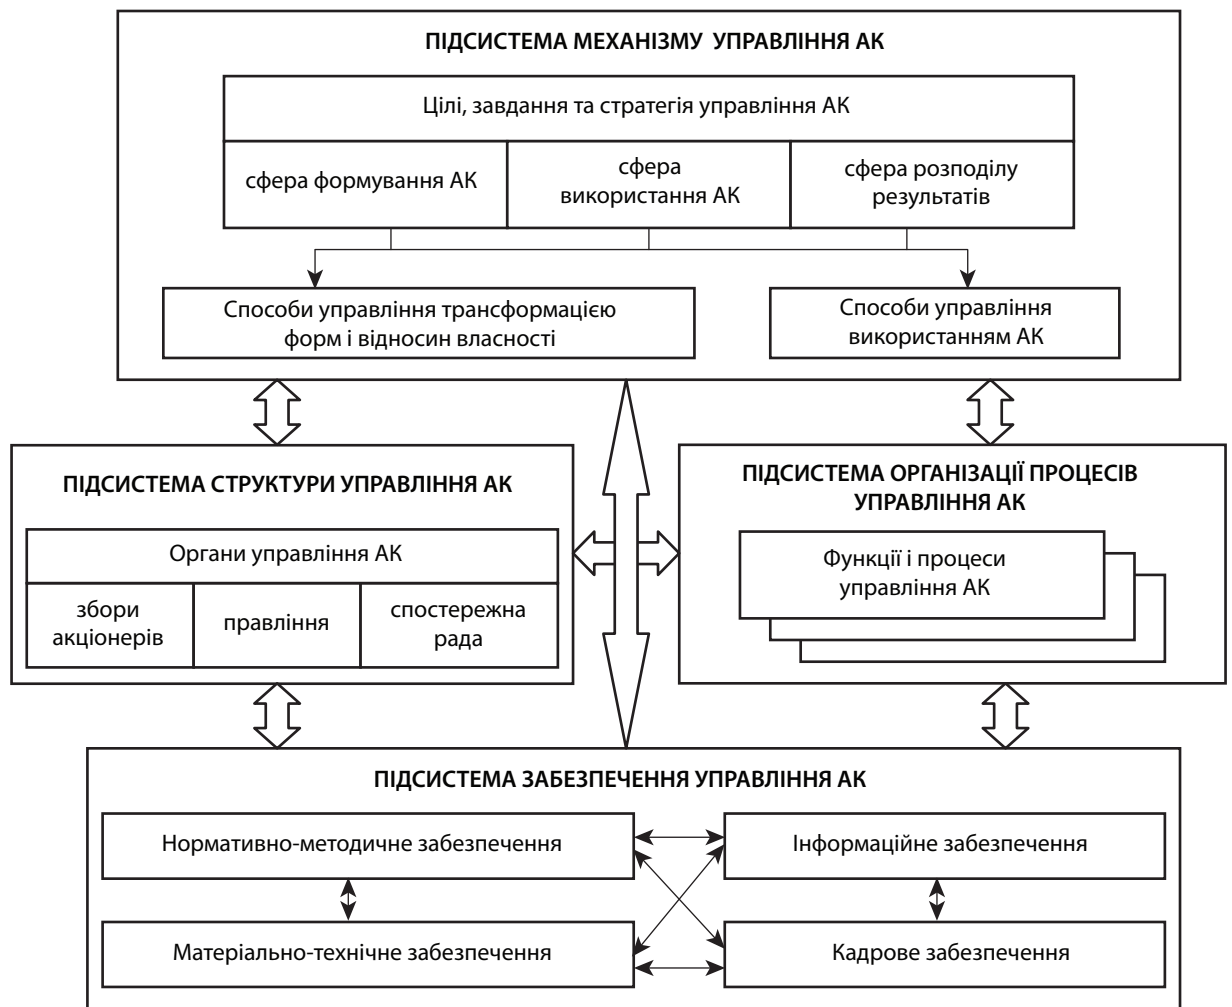 ПІДСИСТЕМА МЕХАНІЗМУ УПРАВЛІННЯ АК
Цілі, завдання та стратегія управління АК
сфера формування АК
сфера
використання АК
сфера розподілу
результатів
Способи управління трансформацією
форм і відносин власності
Способи управління
використанням АК
ПІДСИСТЕМА СТРУКТУРИ УПРАВЛІННЯ АК
Органи управління АК
збори
акціонерів
правління
спостережна
рада
ПІДСИСТЕМА ОРГАНІЗАЦІЇ ПРОЦЕСІВ
УПРАВЛІННЯ АК
Функції і процеси
управління АК
ПІДСИСТЕМА ЗАБЕЗПЕЧЕННЯ УПРАВЛІННЯ АК
Нормативно-методичне забезпечення
Інформаційне забезпечення
Матеріально-технічне забезпечення
Кадрове забезпечення